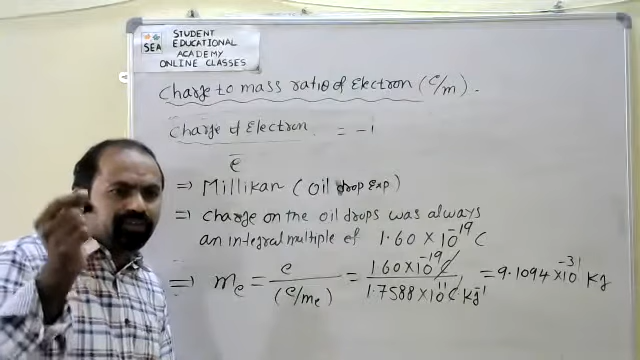 SEA
STUDENT
EDUCATIONAL
ACADEMY
ONLINE CLASSES
Charge to mass ratio of Electron (e/m).
Charge of Electron = -1
e
⇒ Millikan (Oil drop Exp)
⇒ Charge on the oil drops was always
an integral multiple of 1.60 × 10⁻¹⁹ C
⇒ mₑ = e / (e/mₑ) = 1.60×10⁻¹⁹ C / 1.7588×10¹¹ C kg⁻¹ = 9.1094×10⁻³¹ kg